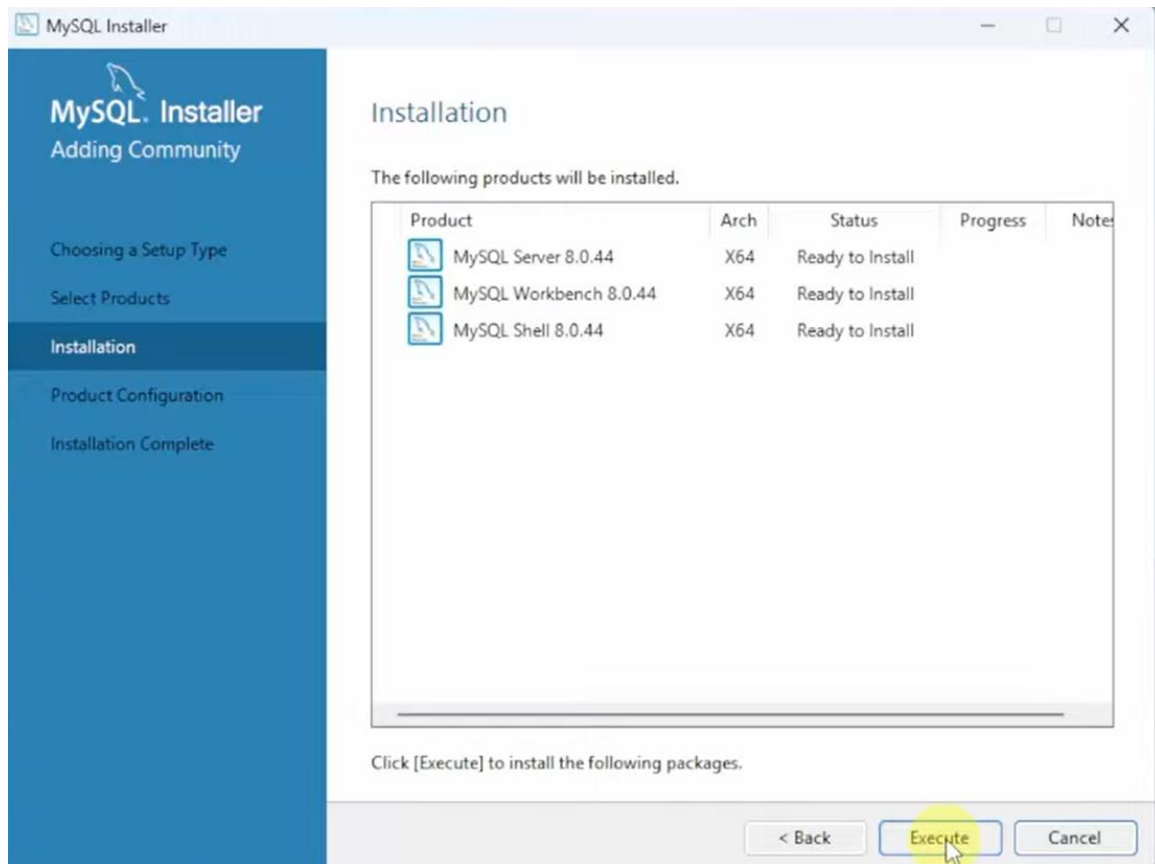 MySQL Installer
MySQL. Installer
Adding Community
Choosing a Setup Type
Select Products
Installation
Product Configuration
Installation Complete
Installation
The following products will be installed.
Product Arch Status Progress Notes
MySQL Server 8.0.44 X64 Ready to Install
MySQL Workbench 8.0.44 X64 Ready to Install
MySQL Shell 8.0.44 X64 Ready to Install
Click [Execute] to install the following packages.
< Back Execute Cancel